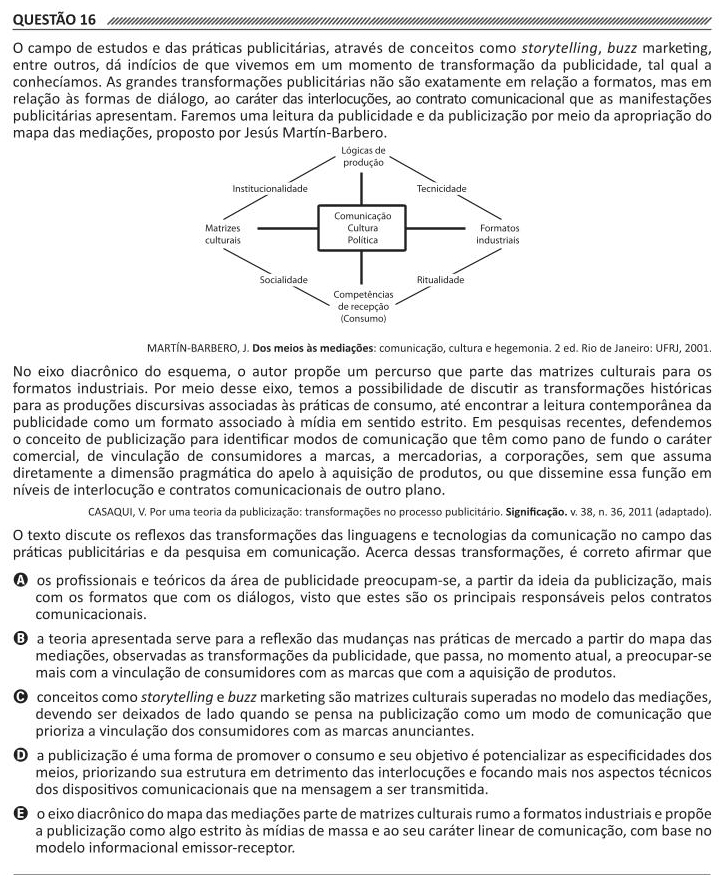 QUESTÃO 16
O campo de estudos e das práticas publicitárias, através de conceitos como storytelling, buzz marketing,
entre outros, dá indícios de que vivemos em um momento de transformação da publicidade, tal qual a
conhecíamos. As grandes transformações publicitárias não são exatamente em relação a formatos, mas em
relação às formas de diálogo, ao caráter das interlocuções, ao contrato comunicacional que as manifestações
publicitárias apresentam. Faremos uma leitura da publicidade e da publicização por meio da apropriação do
mapa das mediações, proposto por Jesús Martín-Barbero.
Lógicas de
produção
Institucionalidade
Tecnicidade
Comunicação
Cultura
Política
Matrizes
culturais
Formatos
industriais
Socialidade
Ritualidade
Competências
de recepção
(Consumo)
MARTÍN-BARBERO, J. Dos meios às mediações: comunicação, cultura e hegemonia. 2 ed. Rio de Janeiro: UFRJ, 2001.
No eixo diacrônico do esquema, o autor propõe um percurso que parte das matrizes culturais para os
formatos industriais. Por meio desse eixo, temos a possibilidade de discutir as transformações históricas
para as produções discursivas associadas às práticas de consumo, até encontrar a leitura contemporânea da
publicidade como um formato associado à mídia em sentido estrito. Em pesquisas recentes, defendemos
o conceito de publicização para identificar modos de comunicação que têm como pano de fundo o caráter
comercial, de vinculação de consumidores a marcas, a mercadorias, a corporações, sem que assuma
diretamente a dimensão pragmática do apelo à aquisição de produtos, ou que dissemine essa função em
níveis de interlocução e contratos comunicacionais de outro plano.
CASAQUI, V. Por uma teoria da publicização: transformações no processo publicitário. Significação. v. 38, n. 36, 2011 (adaptado).
O texto discute os reflexos das transformações das linguagens e tecnologias da comunicação no campo das
práticas publicitárias e da pesquisa em comunicação. Acerca dessas transformações, é correto afirmar que
A os profissionais e teóricos da área de publicidade preocupam-se, a partir da ideia da publicização, mais
com os formatos que com os diálogos, visto que estes são os principais responsáveis pelos contratos
comunicacionais.
B a teoria apresentada serve para a reflexão das mudanças nas práticas de mercado a partir do mapa das
mediações, observadas as transformações da publicidade, que passa, no momento atual, a preocupar-se
mais com a vinculação de consumidores com as marcas que com a aquisição de produtos.
C conceitos como storytelling e buzz marketing são matrizes culturais superadas no modelo das mediações,
devendo ser deixados de lado quando se pensa na publicização como um modo de comunicação que
prioriza a vinculação dos consumidores com as marcas anunciantes.
D a publicização é uma forma de promover o consumo e seu objetivo é potencializar as especificidades dos
meios, priorizando sua estrutura em detrimento das interlocuções e focando mais nos aspectos técnicos
dos dispositivos comunicacionais que na mensagem a ser transmitida.
E o eixo diacrônico do mapa das mediações parte de matrizes culturais rumo a formatos industriais e propõe
a publicização como algo estrito às mídias de massa e ao seu caráter linear de comunicação, com base no
modelo informacional emissor-receptor.